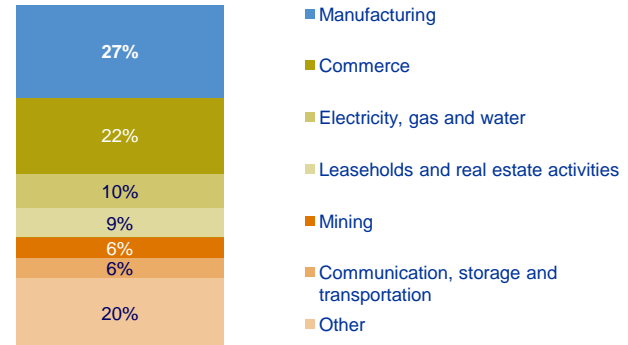 27%
22%
10%
9%
6%
6%
20%
Manufacturing
Commerce
Electricity, gas and water
Leaseholds and real estate activities
Mining
Communication, storage and
transportation
Other